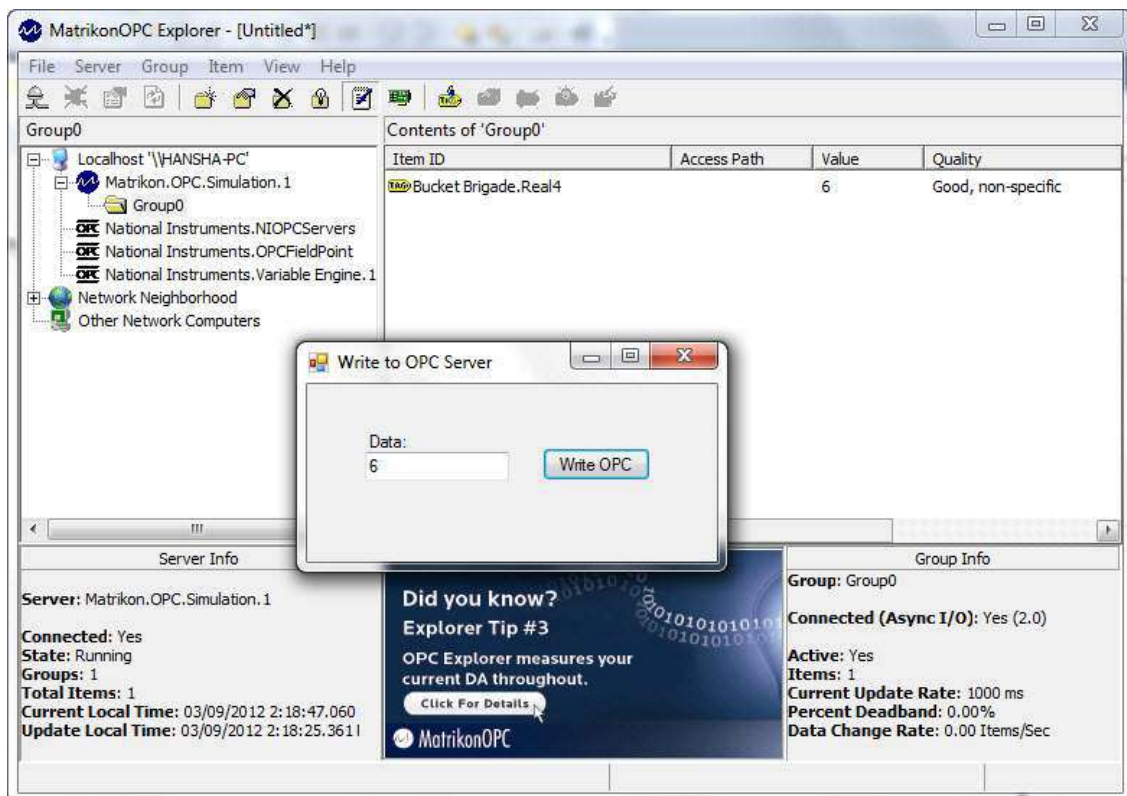 MatrikonOPC Explorer - [Untitled*]
File Server Group Item View Help
Group0
Contents of 'Group0'
Localhost '\\HANSHA-PC'
Matrikon.OPC.Simulation.1
Group0
National Instruments.NIOPCServers
National Instruments.OPCFieldPoint
National Instruments.Variable Engine.1
Network Neighborhood
Other Network Computers
Item ID Access Path Value Quality
TAG Bucket Brigade.Real4 6 Good, non-specific
Write to OPC Server
Data:
6
Write OPC
Server Info
Server: Matrikon.OPC.Simulation.1
Connected: Yes
State: Running
Groups: 1
Total Items: 1
Current Local Time: 03/09/2012 2:18:47.060
Update Local Time: 03/09/2012 2:18:25.361
Did you know?
Explorer Tip #3
OPC Explorer measures your
current DA throughout.
Click For Details
MatrikonOPC
Group Info
Group: Group0
Connected (Async I/O): Yes (2.0)
Active: Yes
Items: 1
Current Update Rate: 1000 ms
Percent Deadband: 0.00%
Data Change Rate: 0.00 Items/Sec